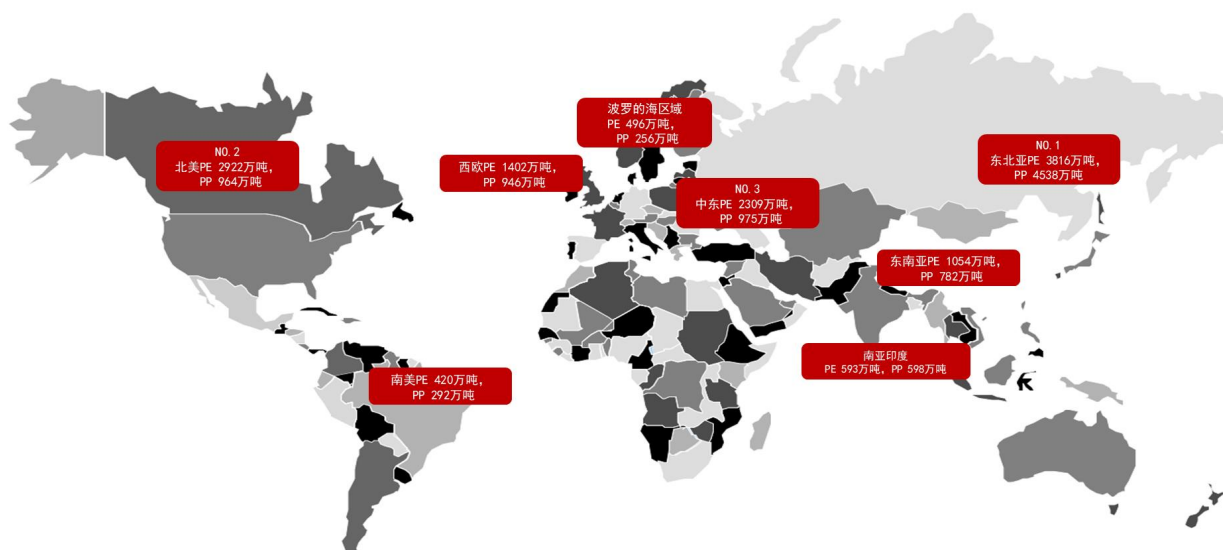 波罗的海区域
PE 496万吨，
PP 256万吨
NO.2
北美PE 2922万吨，
PP 964万吨
西欧PE 1402万吨，
PP 946万吨
NO.1
东北亚PE 3816万吨，
PP 4538万吨
NO.3
中东PE 2309万吨，
PP 975万吨
东南亚PE 1054万吨，
PP 782万吨
南亚印度
PE 593万吨，PP 598万吨
南美PE 420万吨，
PP 292万吨